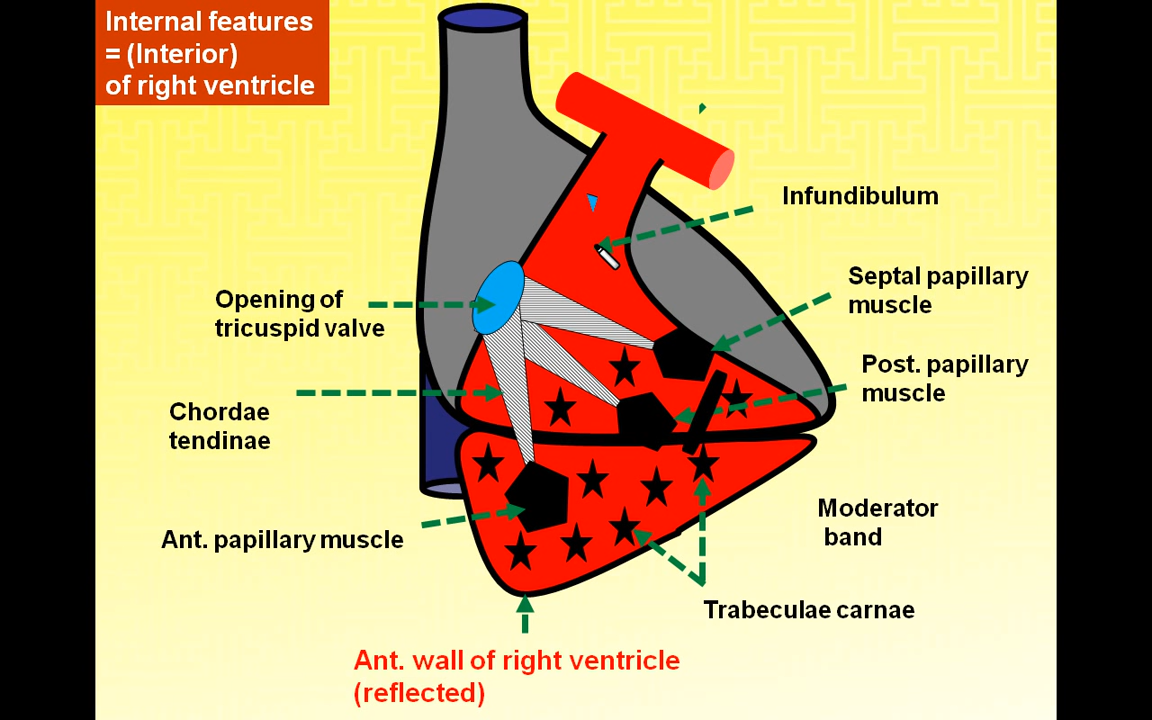 Internal features
= (Interior)
of right ventricle
Infundibulum
Septal papillary
muscle
Opening of
tricuspid valve
Post. papillary
muscle
Chordae
tendinae
Moderator
band
Ant. papillary muscle
Trabeculae carnae
Ant. wall of right ventricle
(reflected)